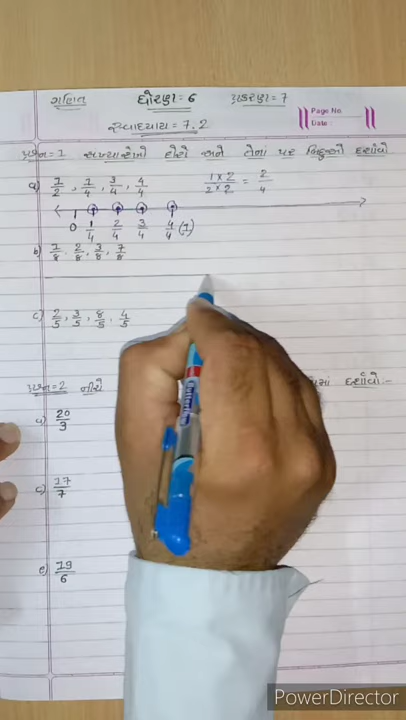 ગણિત ધોરણ = 6 પ્રકરણ = 7
Page No.
Date :
સ્વાધ્યાય = 7.2
પ્રશ્ન = 1 સંખ્યારેખા દોરો અને તેના પર બિંદુઓ દર્શાવો.
a) 1/2, 1/4, 3/4, 4/4 1×2/2×2 = 2/4
0 1/4 2/4 3/4 4/4 (1)
b) 1/8, 2/8, 3/8, 7/8
c) 2/5, 3/5, 8/5, 4/5
પ્રશ્ન = 2 નીચે દર્શાવો :-
a) 20/3
c) 17/7
e) 19/6
PowerDirector